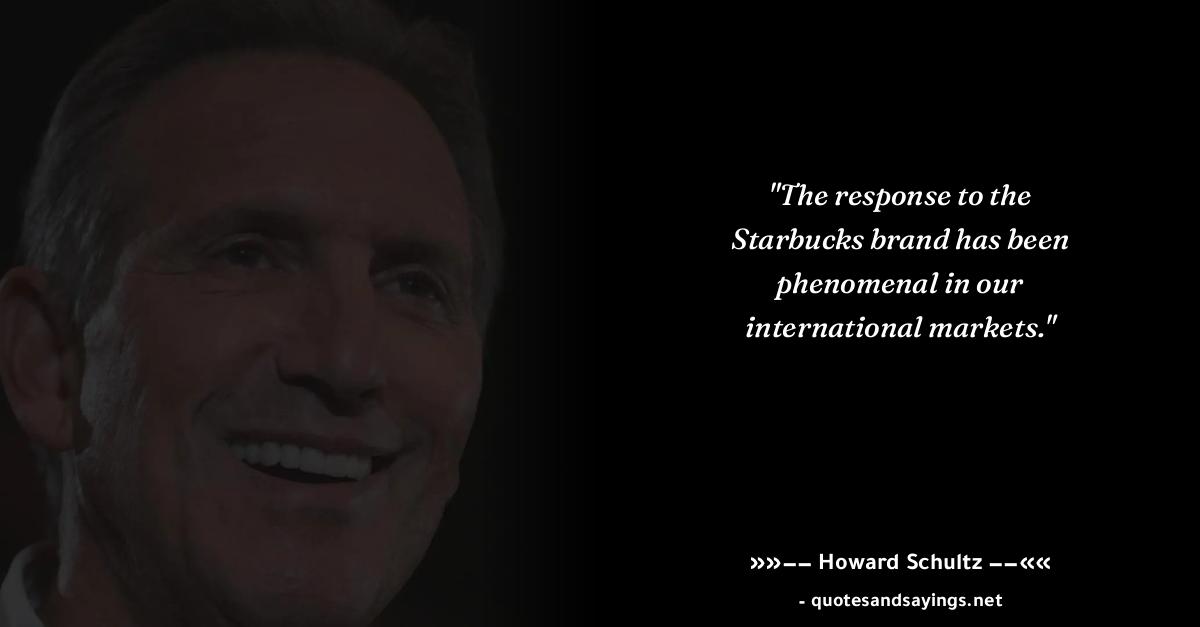 "The response to the
Starbucks brand has been
phenomenal in our
international markets."
»»−− Howard Schultz −−««
- quotesandsayings.net